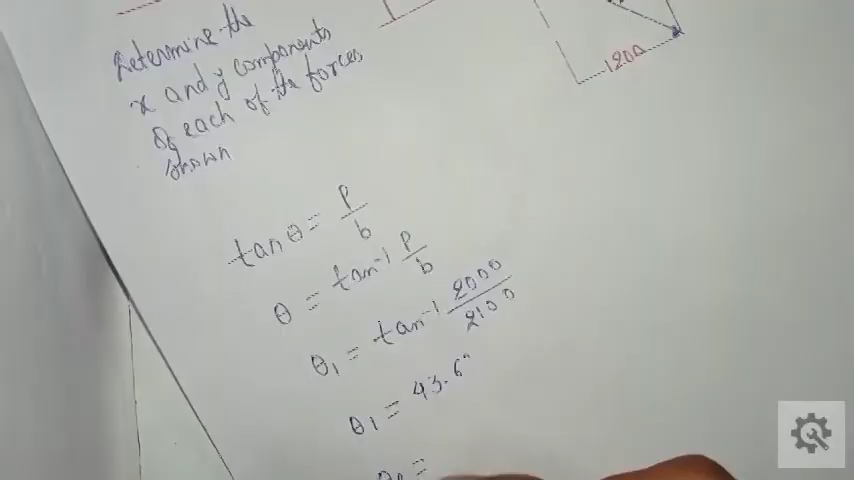 Determine the
x and y components
of each of the forces
shown
1200
tan θ = P/b
θ = tan⁻¹ P/b
θ₁ = tan⁻¹ 2000/2100
θ₁ = 43.6°
=